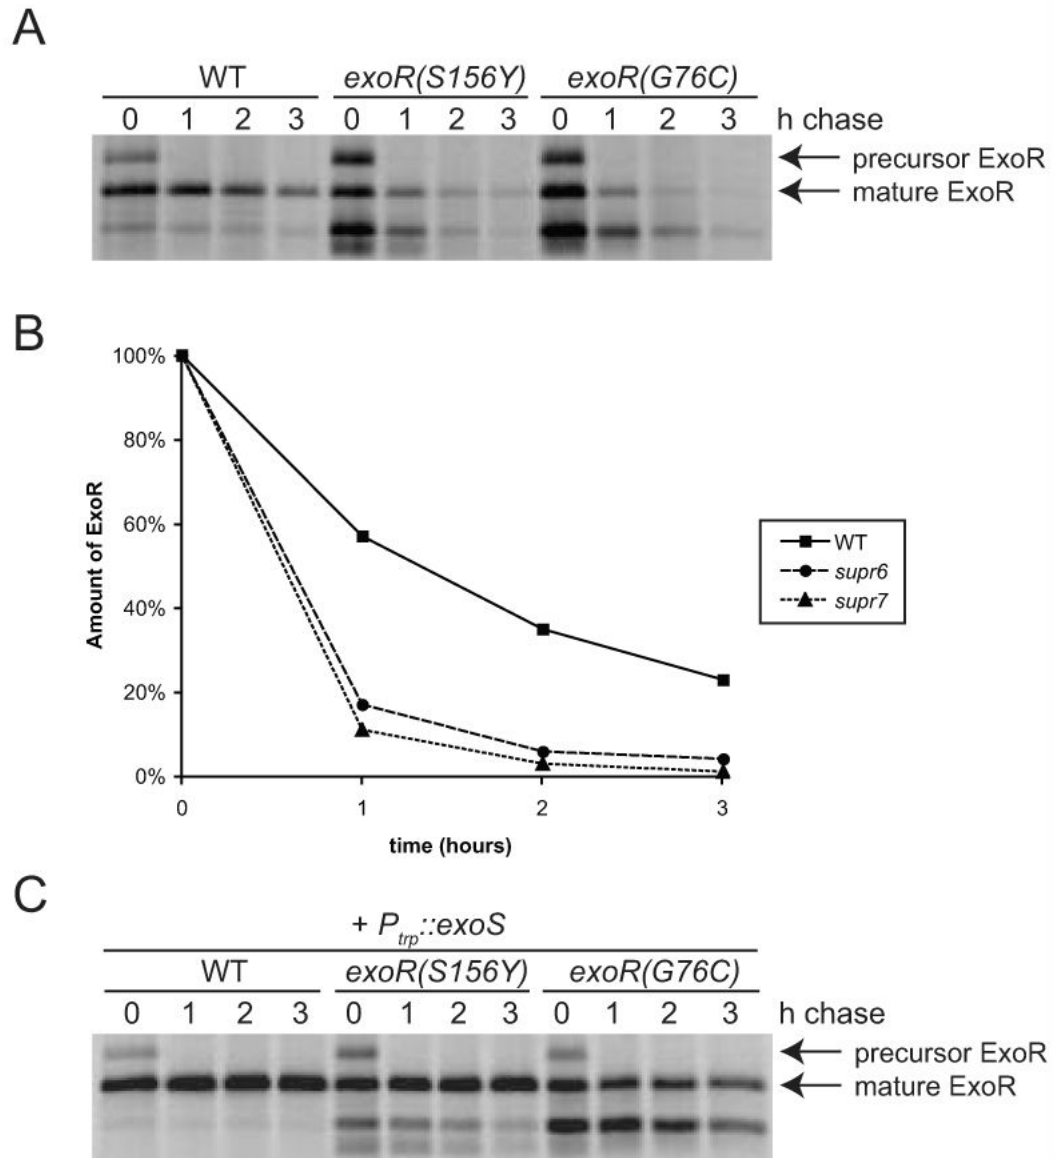 A
WT exoR(S156Y) exoR(G76C)
0 1 2 3 0 1 2 3 0 1 2 3 h chase
precursor ExoR
mature ExoR
B
100%
80%
60%
40%
20%
0%
Amount of ExoR
0 1 2 3
time (hours)
WT
supr6
supr7
C
+ Ptrp::exoS
WT exoR(S156Y) exoR(G76C)
0 1 2 3 0 1 2 3 0 1 2 3 h chase
precursor ExoR
mature ExoR